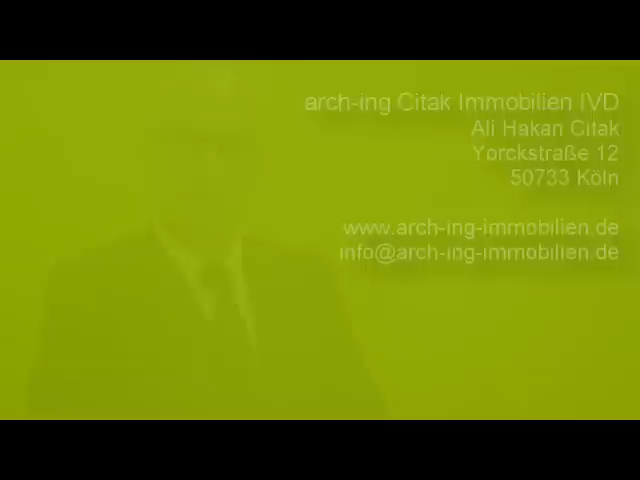 arch-ing Citak Immobilien IVD
Ali Hakan Citak
Yorckstraße 12
50733 Köln
www.arch-ing-immobilien.de
info@arch-ing-immobilien.de